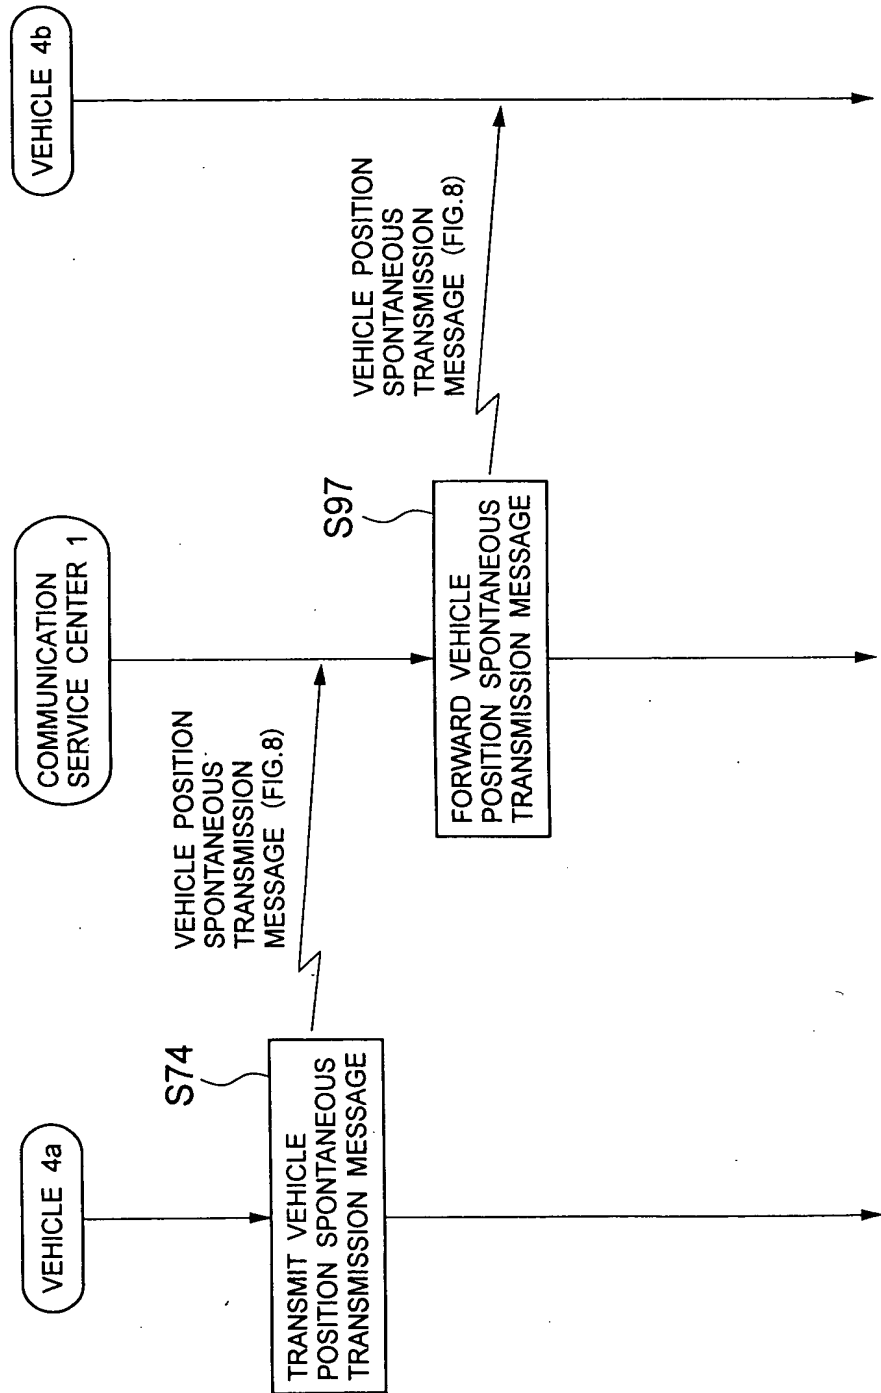 VEHICLE 4a
S74
TRANSMIT VEHICLE
POSITION SPONTANEOUS
TRANSMISSION MESSAGE
VEHICLE POSITION
SPONTANEOUS
TRANSMISSION
MESSAGE (FIG.8)
COMMUNICATION
SERVICE CENTER 1
S97
FORWARD VEHICLE
POSITION SPONTANEOUS
TRANSMISSION MESSAGE
VEHICLE POSITION
SPONTANEOUS
TRANSMISSION
MESSAGE (FIG.8)
VEHICLE 4b